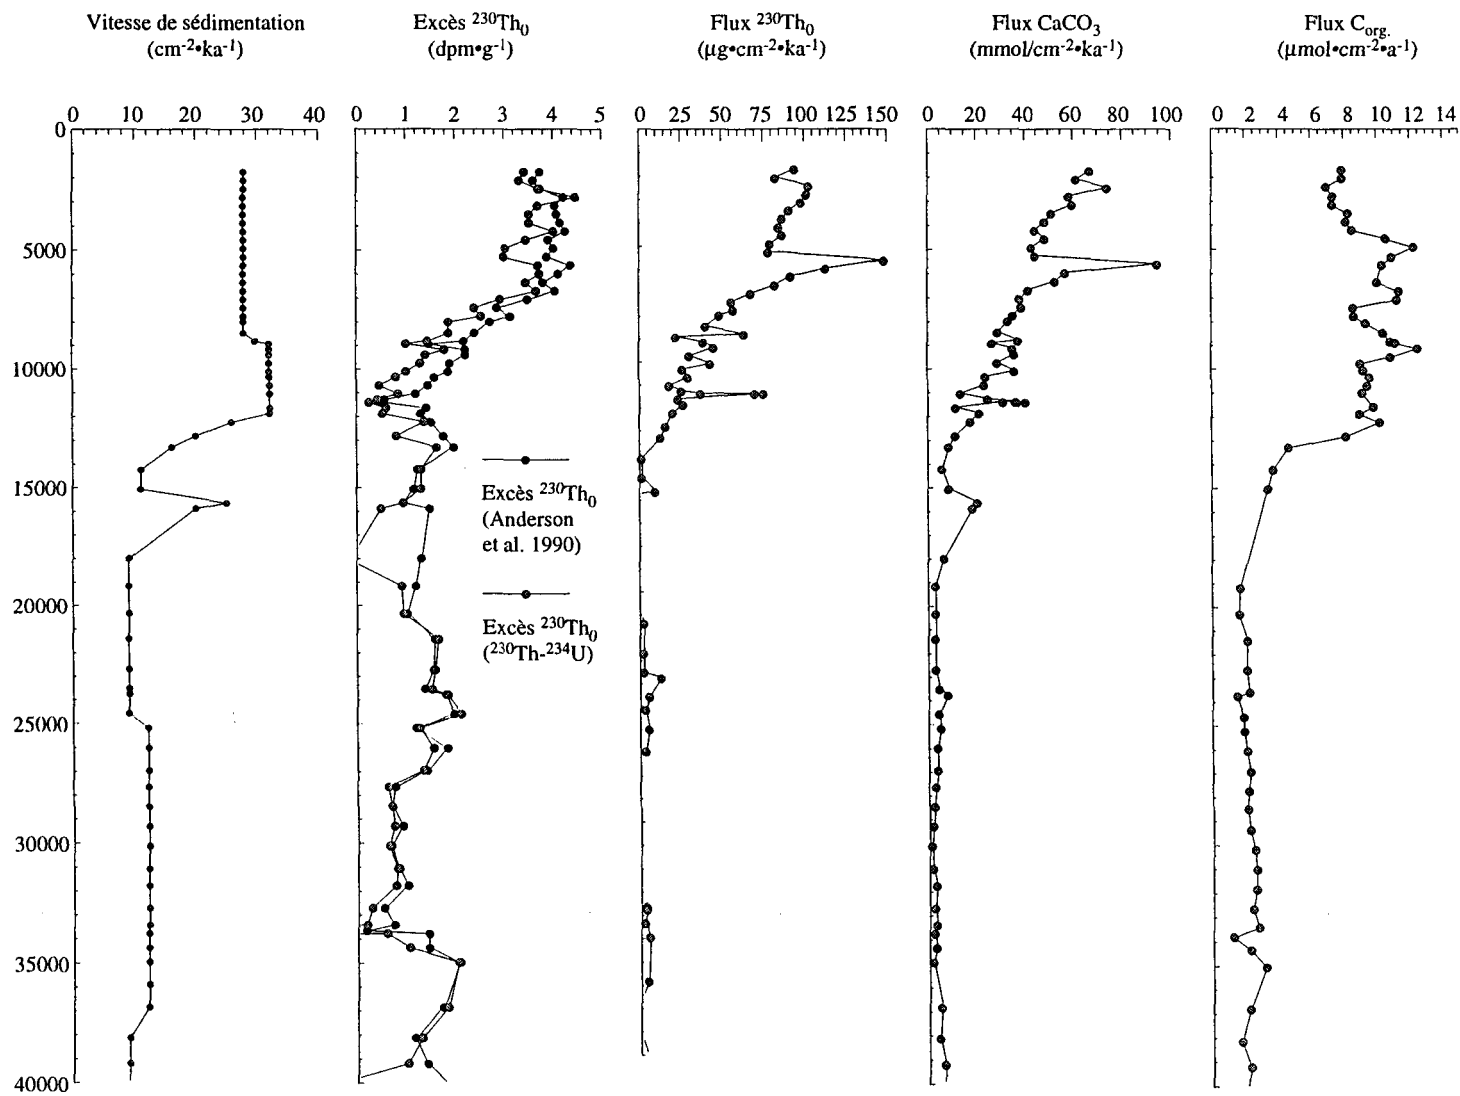 Vitesse de sédimentation
(cm⁻²•ka⁻¹)
Excès ²³⁰Th₀
(dpm•g⁻¹)
Flux ²³⁰Th₀
(µg•cm⁻²•ka⁻¹)
Flux CaCO₃
(mmol/cm⁻²•ka⁻¹)
Flux C₍org.₎
(µmol•cm⁻²•a⁻¹)
0 10 20 30 40
0 1 2 3 4 5
0 25 50 75 100 125 150
0 20 40 60 80 100
0 2 4 6 8 10 12 14
0
5000
10000
15000
20000
25000
30000
35000
40000
Excès ²³⁰Th₀
(Anderson
et al. 1990)
Excès ²³⁰Th₀
(²³⁰Th-²³⁴U)